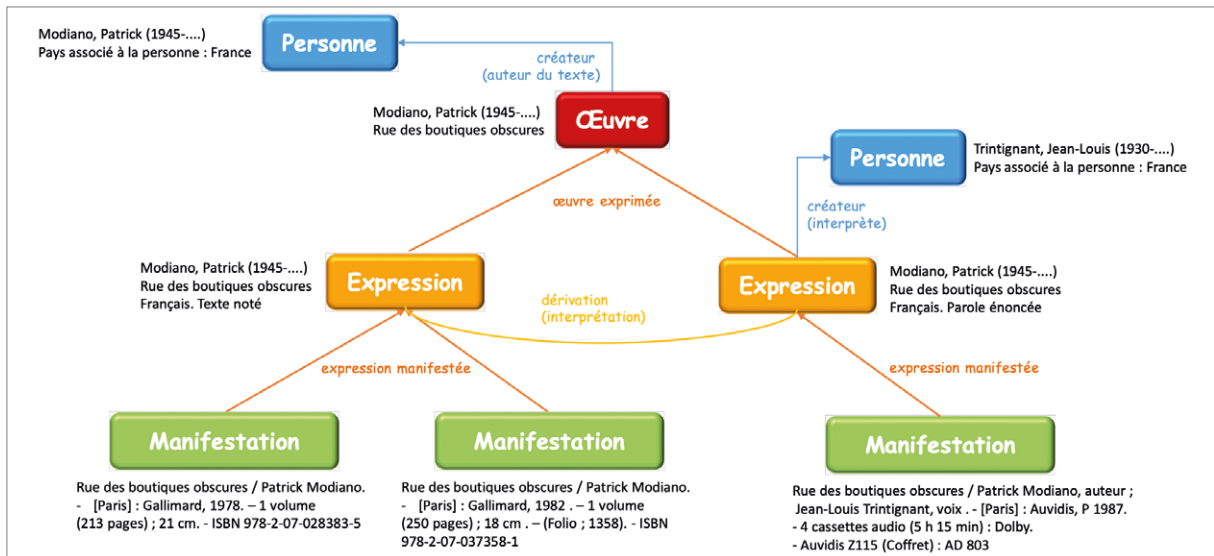 Modiano, Patrick (1945-....)
Pays associé à la personne : France
Personne
créateur
(auteur du texte)
Modiano, Patrick (1945-....)
Rue des boutiques obscures
Œuvre
Personne
Trintignant, Jean-Louis (1930-....)
Pays associé à la personne : France
œuvre exprimée
créateur
(interprète)
Modiano, Patrick (1945-....)
Rue des boutiques obscures
Français. Texte noté
Expression
dérivation
(interprétation)
Expression
Modiano, Patrick (1945-....)
Rue des boutiques obscures
Français. Parole énoncée
expression manifestée
expression manifestée
Manifestation
Manifestation
Manifestation
Rue des boutiques obscures / Patrick Modiano.
- [Paris] : Gallimard, 1978. – 1 volume
(213 pages) ; 21 cm. - ISBN 978-2-07-028383-5
Rue des boutiques obscures / Patrick Modiano.
- [Paris] : Gallimard, 1982 . – 1 volume
(250 pages) ; 18 cm . – (Folio ; 1358). - ISBN
978-2-07-037358-1
Rue des boutiques obscures / Patrick Modiano, auteur ;
Jean-Louis Trintignant, voix . - [Paris] : Auvidis, P 1987.
- 4 cassettes audio (5 h 15 min) : Dolby.
- Auvidis Z115 (Coffret) : AD 803